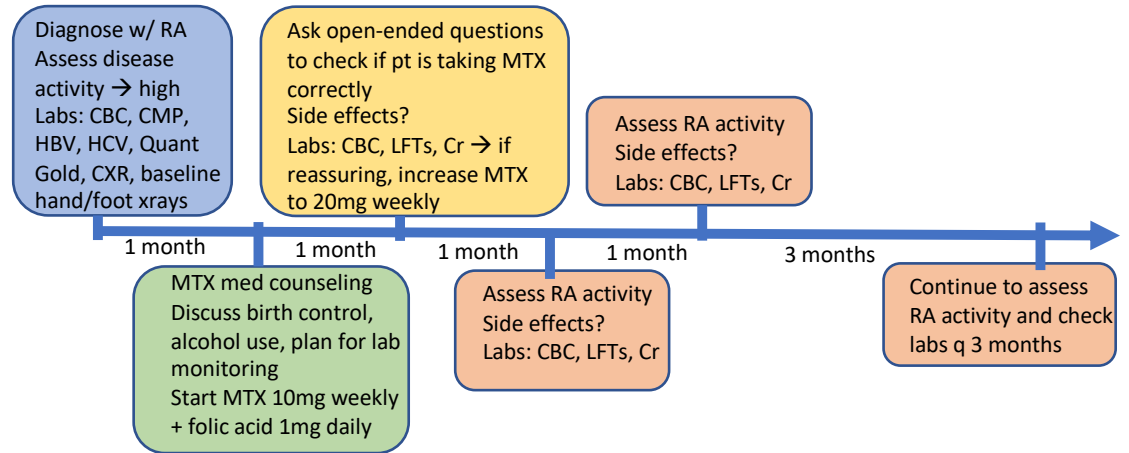 Diagnose w/ RA
Assess disease
activity → high
Labs: CBC, CMP,
HBV, HCV, Quant
Gold, CXR, baseline
hand/foot xrays
1 month
MTX med counseling
Discuss birth control,
alcohol use, plan for lab
monitoring
Start MTX 10mg weekly
+ folic acid 1mg daily
1 month
Ask open-ended questions
to check if pt is taking MTX
correctly
Side effects?
Labs: CBC, LFTs, Cr → if
reassuring, increase MTX
to 20mg weekly
1 month
Assess RA activity
Side effects?
Labs: CBC, LFTs, Cr
1 month
Assess RA activity
Side effects?
Labs: CBC, LFTs, Cr
3 months
Continue to assess
RA activity and check
labs q 3 months